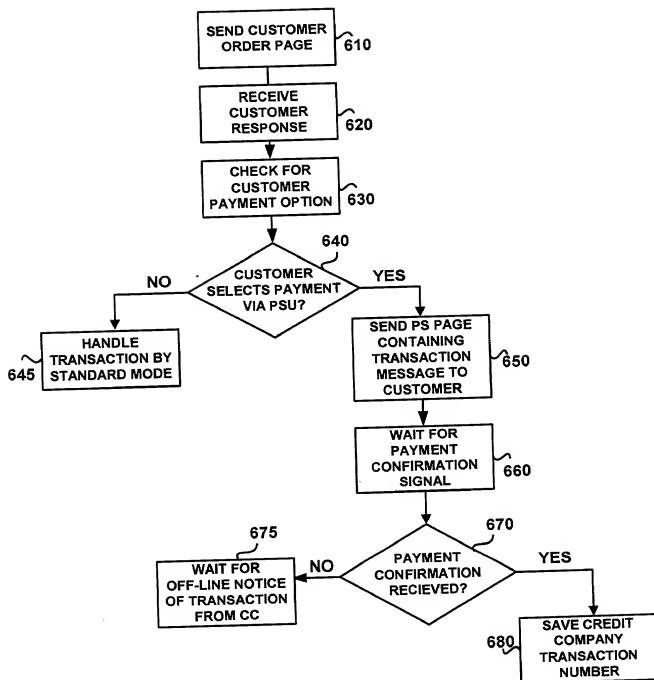 SEND CUSTOMER
ORDER PAGE
610
RECEIVE
CUSTOMER
RESPONSE
620
CHECK FOR
CUSTOMER
PAYMENT OPTION
630
640
CUSTOMER
SELECTS PAYMENT
VIA PSU?
NO
YES
HANDLE
TRANSACTION BY
STANDARD MODE
645
SEND PS PAGE
CONTAINING
TRANSACTION
MESSAGE TO
CUSTOMER
650
WAIT FOR
PAYMENT
CONFIRMATION
SIGNAL
660
670
PAYMENT
CONFIRMATION
RECIEVED?
NO
YES
675
WAIT FOR
OFF-LINE NOTICE
OF TRANSACTION
FROM CC
SAVE CREDIT
COMPANY
TRANSACTION
NUMBER
680